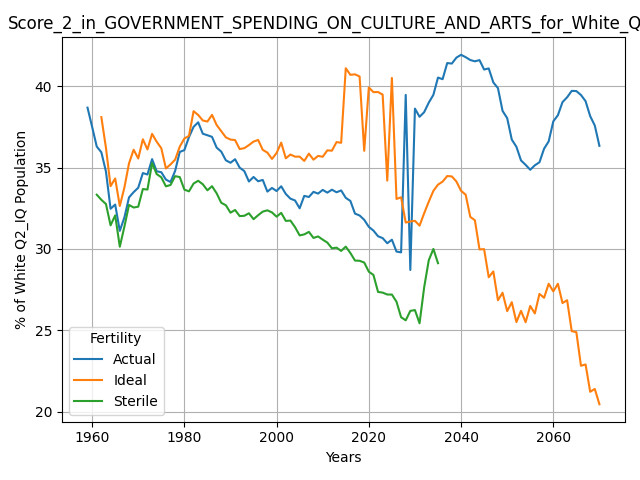 Score_2_in_GOVERNMENT_SPENDING_ON_CULTURE_AND_ARTS_for_White_Q
% of White Q2_IQ Population
40
35
30
25
20
Fertility
Actual
Ideal
Sterile
1960 1980 2000 2020 2040 2060
Years